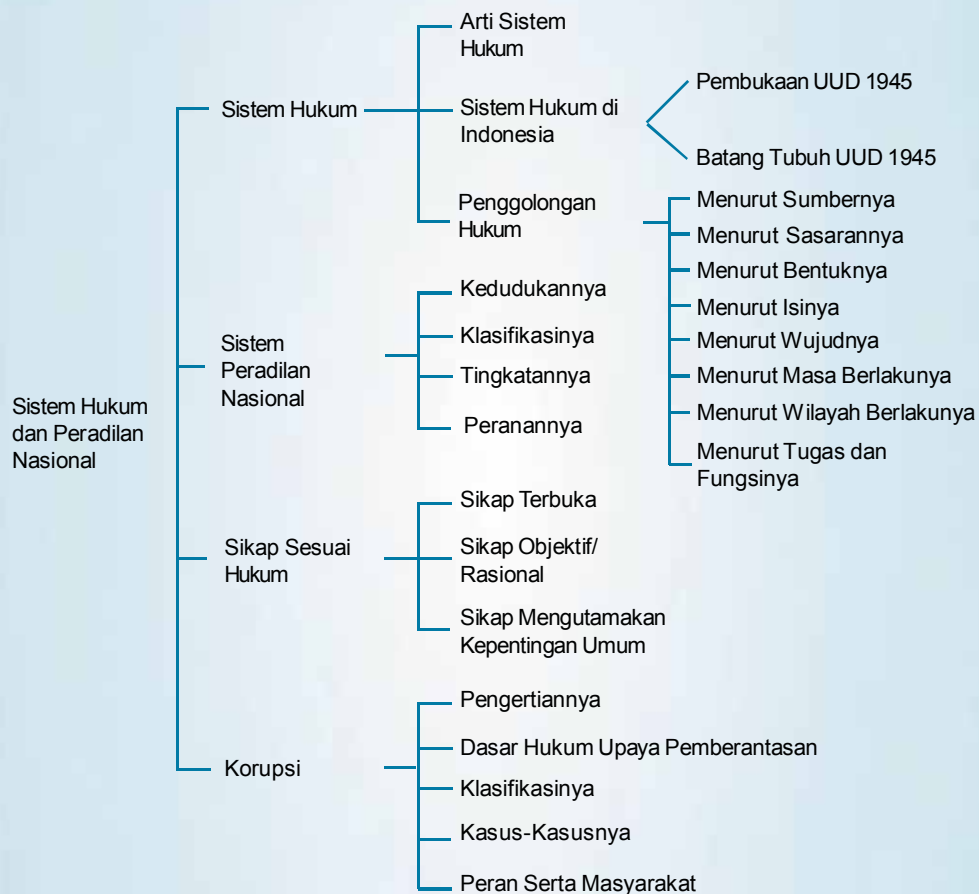 Sistem Hukum
dan Peradilan
Nasional
Sistem Hukum
Arti Sistem
Hukum
Sistem Hukum di
Indonesia
Pembukaan UUD 1945
Batang Tubuh UUD 1945
Penggolongan
Hukum
Menurut Sumbernya
Menurut Sasarannya
Menurut Bentuknya
Menurut Isinya
Menurut Wujudnya
Menurut Masa Berlakunya
Menurut Wilayah Berlakunya
Menurut Tugas dan
Fungsinya
Sistem
Peradilan
Nasional
Kedudukannya
Klasifikasinya
Tingkatannya
Peranannya
Sikap Sesuai
Hukum
Sikap Terbuka
Sikap Objektif/
Rasional
Sikap Mengutamakan
Kepentingan Umum
Korupsi
Pengertiannya
Dasar Hukum Upaya Pemberantasan
Klasifikasinya
Kasus-Kasusnya
Peran Serta Masyarakat